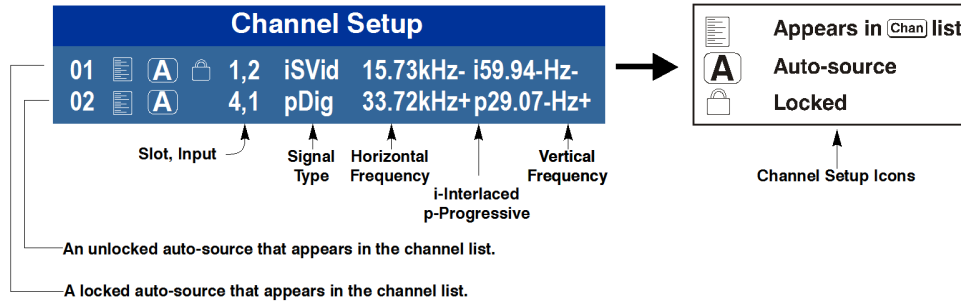 Channel Setup
01 A 1,2 iSVid 15.73kHz- i59.94-Hz-
02 A 4,1 pDig 33.72kHz+ p29.07-Hz+
Slot, Input
Signal
Type
Horizontal
Frequency
i-Interlaced
p-Progressive
Vertical
Frequency
An unlocked auto-source that appears in the channel list.
A locked auto-source that appears in the channel list.
Appears in Chan list
A Auto-source
Locked
Channel Setup Icons